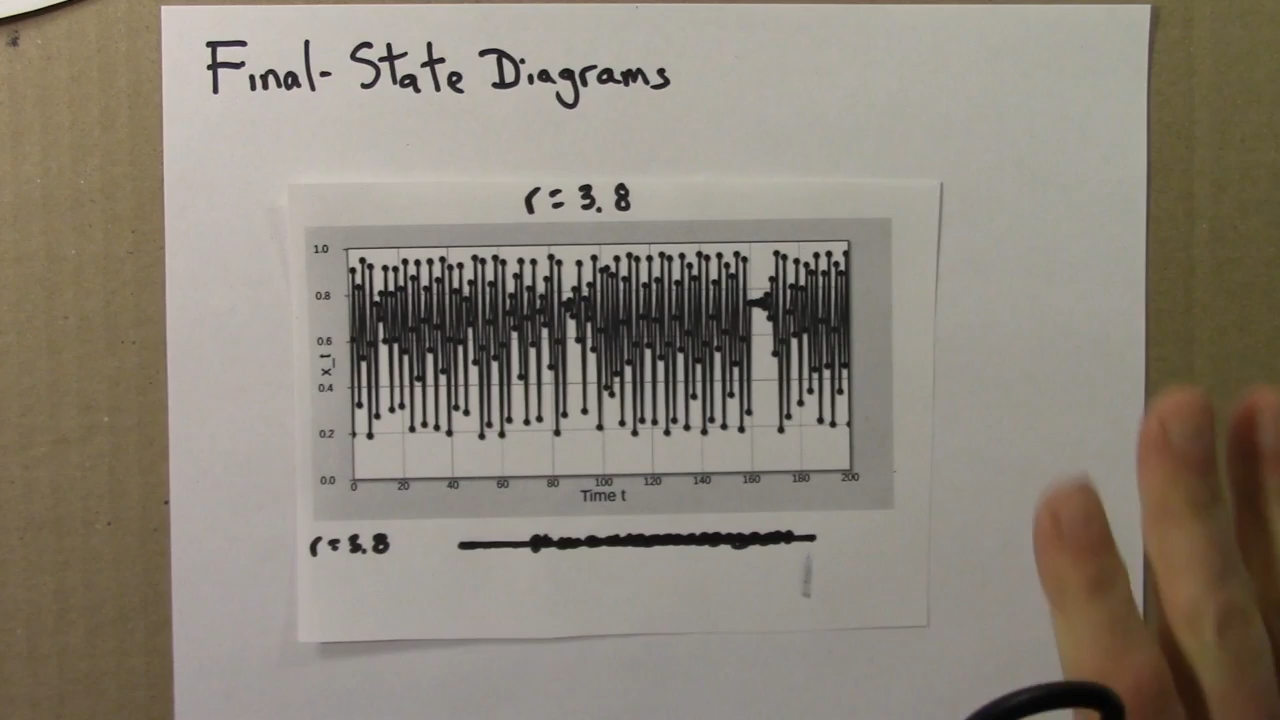 Final-State Diagrams
r = 3.8
1.0
0.8
0.6
0.4
0.2
0.0
x_t
0 20 40 60 80 100 120 140 160 180 200
Time t
r = 3.8